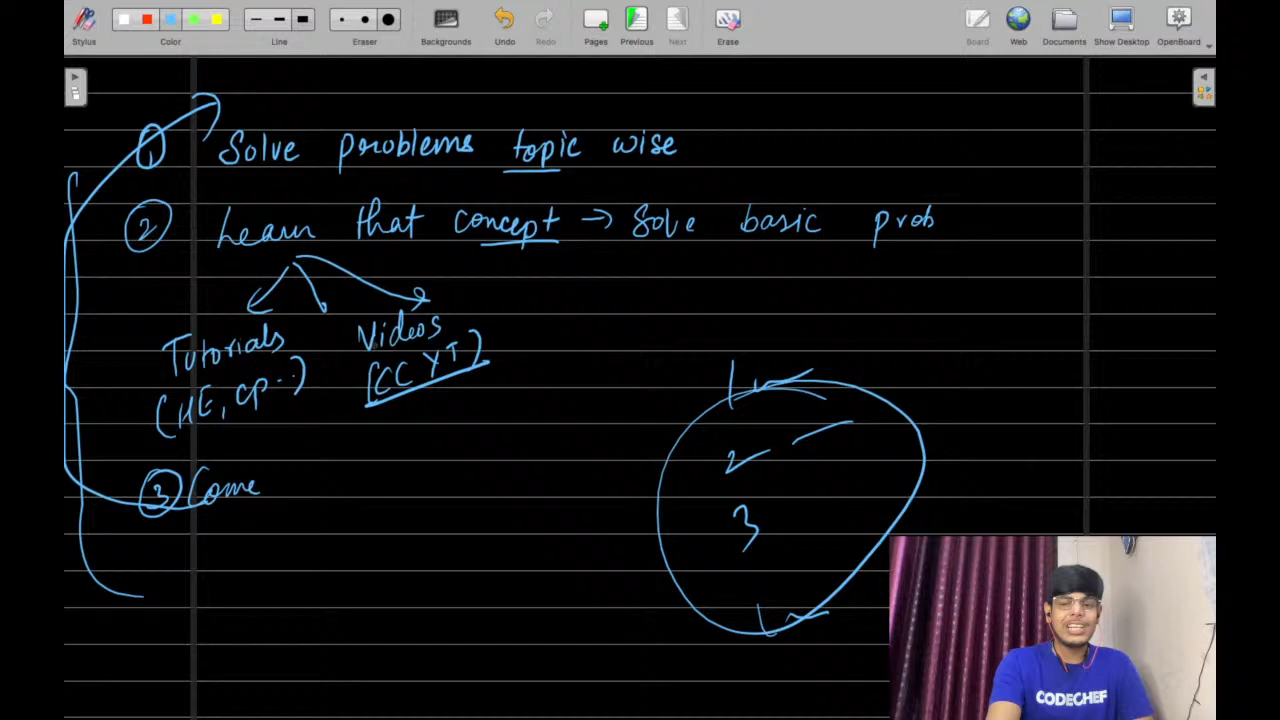 Stylus Color Line Eraser Backgrounds Undo Redo Pages Previous Next Erase Board Web Documents Show Desktop OpenBoard
1 Solve problems topic wise
2 Learn that concept → Solve basic prob
Tutorials Videos
(HE, CP..) [CC YT]
3 Come
1
2
3
CODECHEF